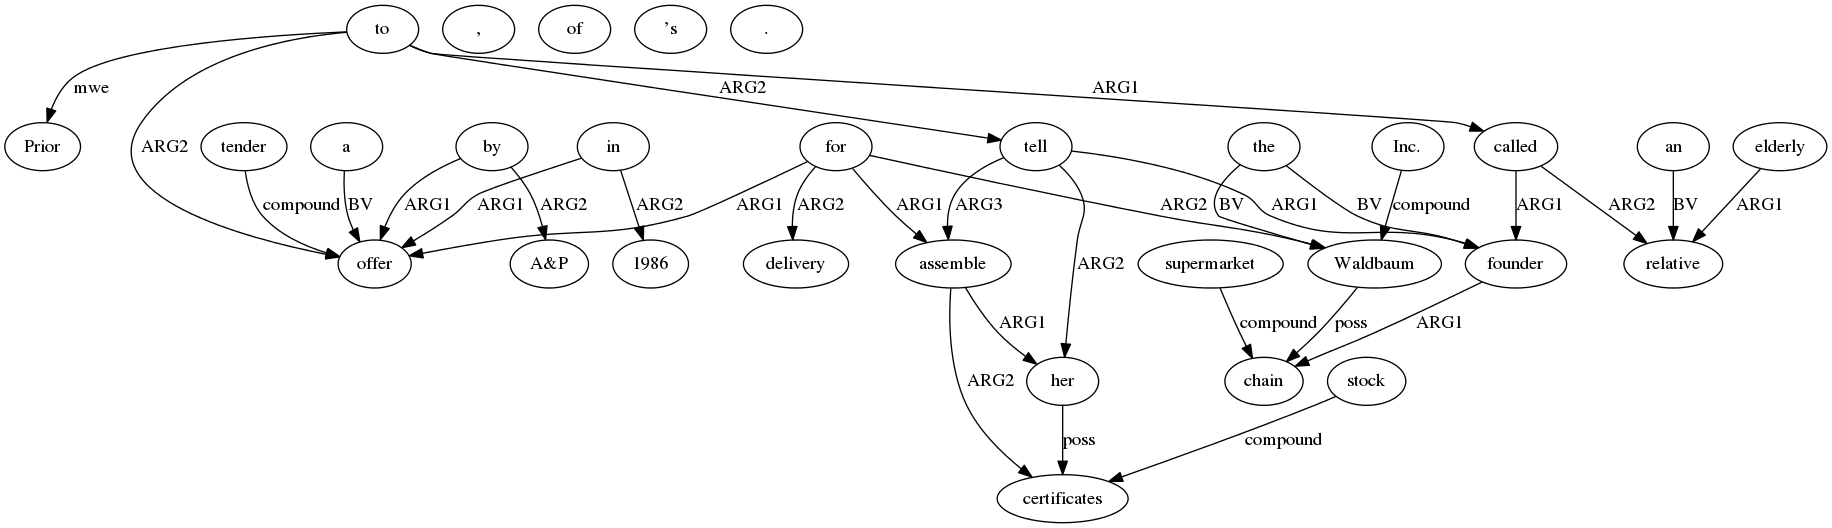 to , of ’s .
mwe ARG2 ARG1
Prior tender a by in for tell the Inc. called an elderly
ARG2
compound BV ARG1 ARG1 ARG2 ARG2 ARG1 ARG2 ARG1 ARG3 ARG2 ARG1 BV BV compound ARG1 ARG2 BV ARG1
ARG2
offer A&P 1986 delivery assemble supermarket Waldbaum founder relative
ARG1 compound poss ARG1
ARG2 her chain stock
poss compound
certificates